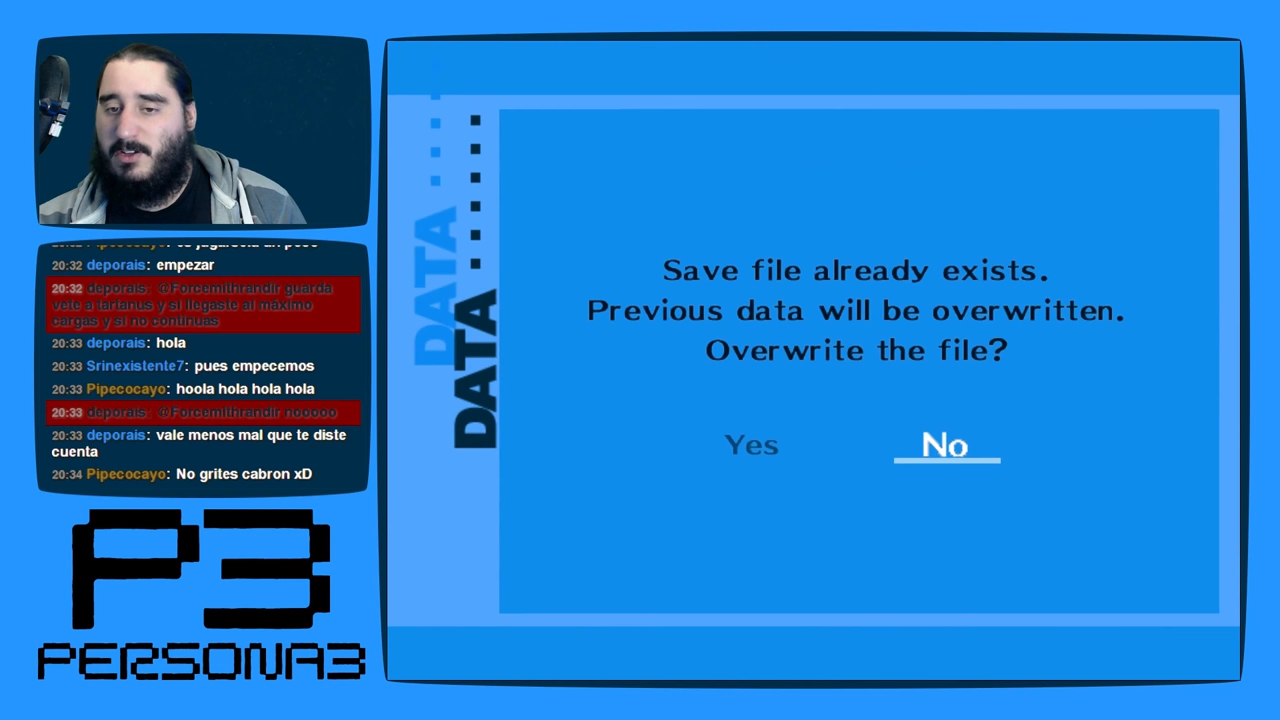 20:32 deporais: empezar
20:32 deporais: @Forcemithrandir guarda
vete a tartarus y si llegaste al máximo
cargas y si no continuas
20:33 deporais: hola
20:33 Srinexistente7: pues empecemos
20:33 Pipecocayo: hoola hola hola hola
20:33 deporais: @Forcemithrandir nooooo
20:33 deporais: vale menos mal que te diste
cuenta
20:34 Pipecocayo: No grites cabron xD
P3
PERSONA3
DATA
DATA
Save file already exists.
Previous data will be overwritten.
Overwrite the file?
Yes No